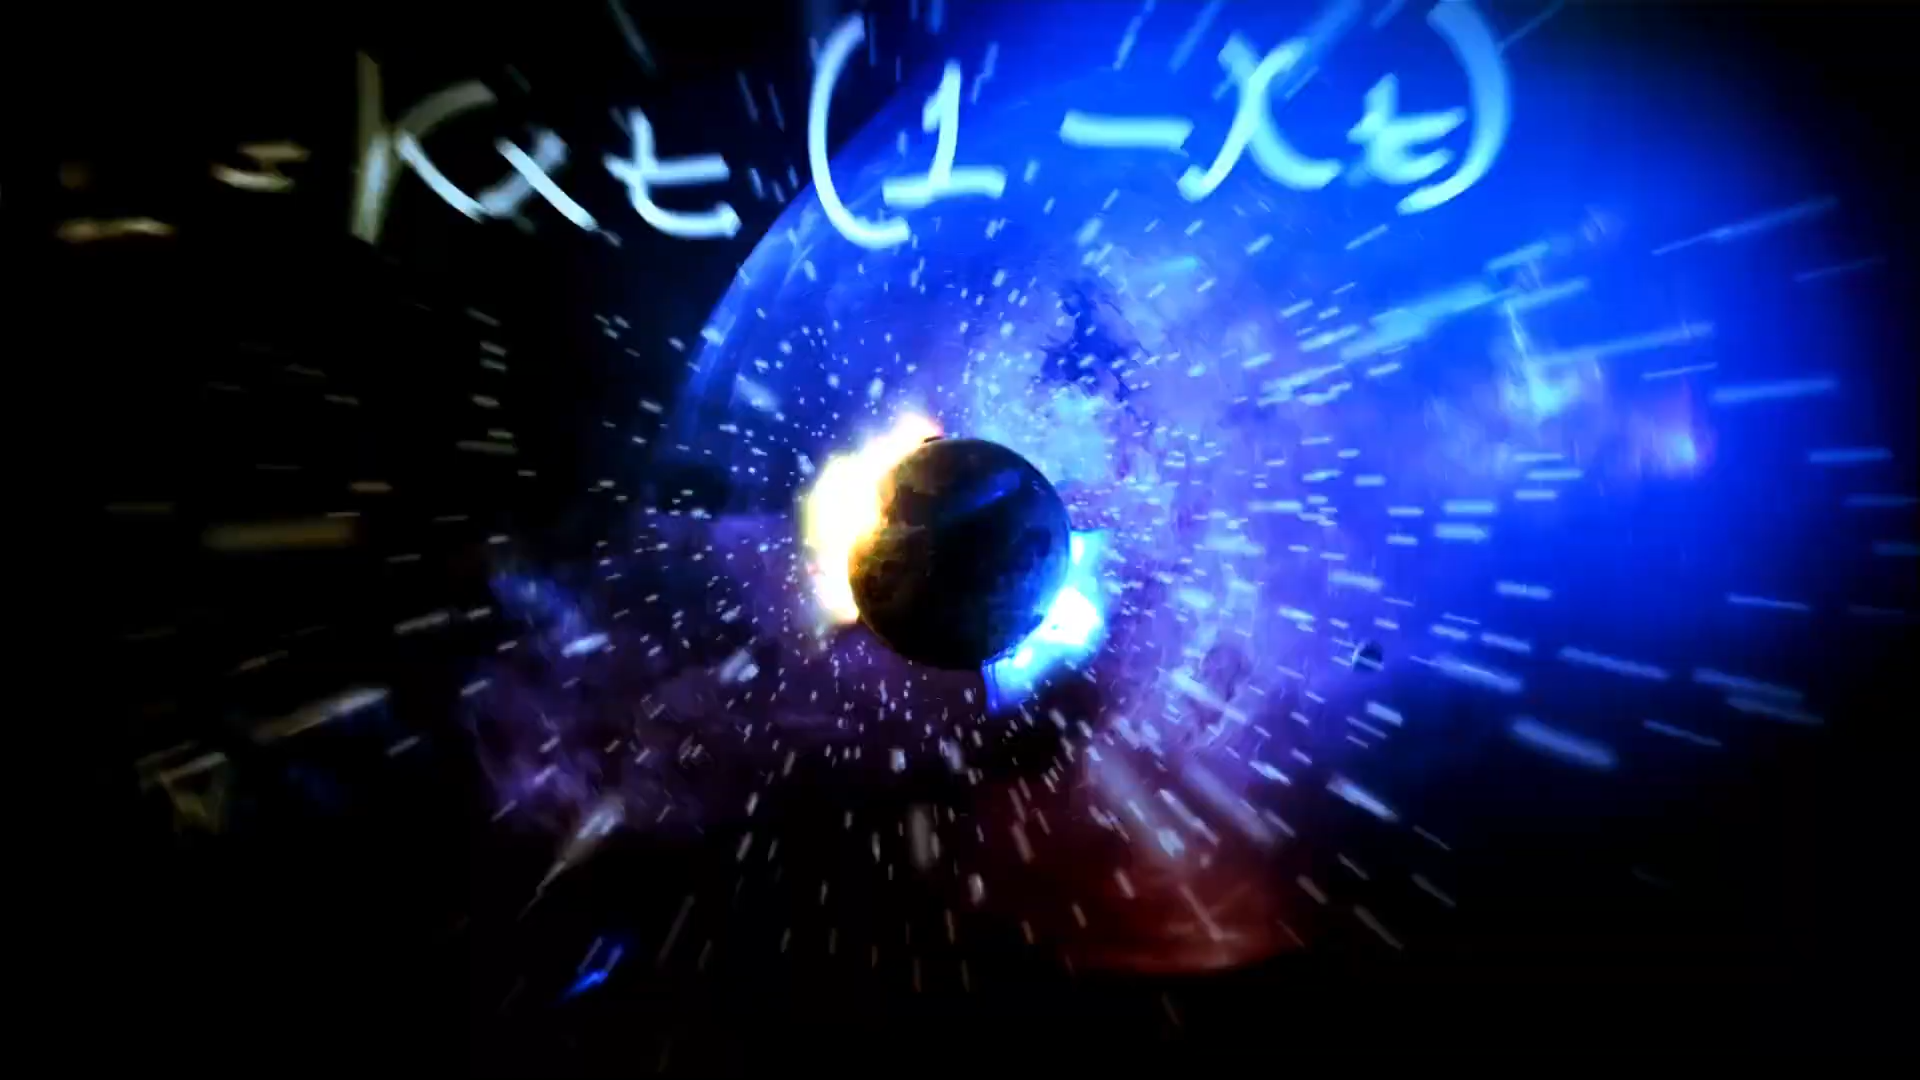 = Kxt(1-xt)